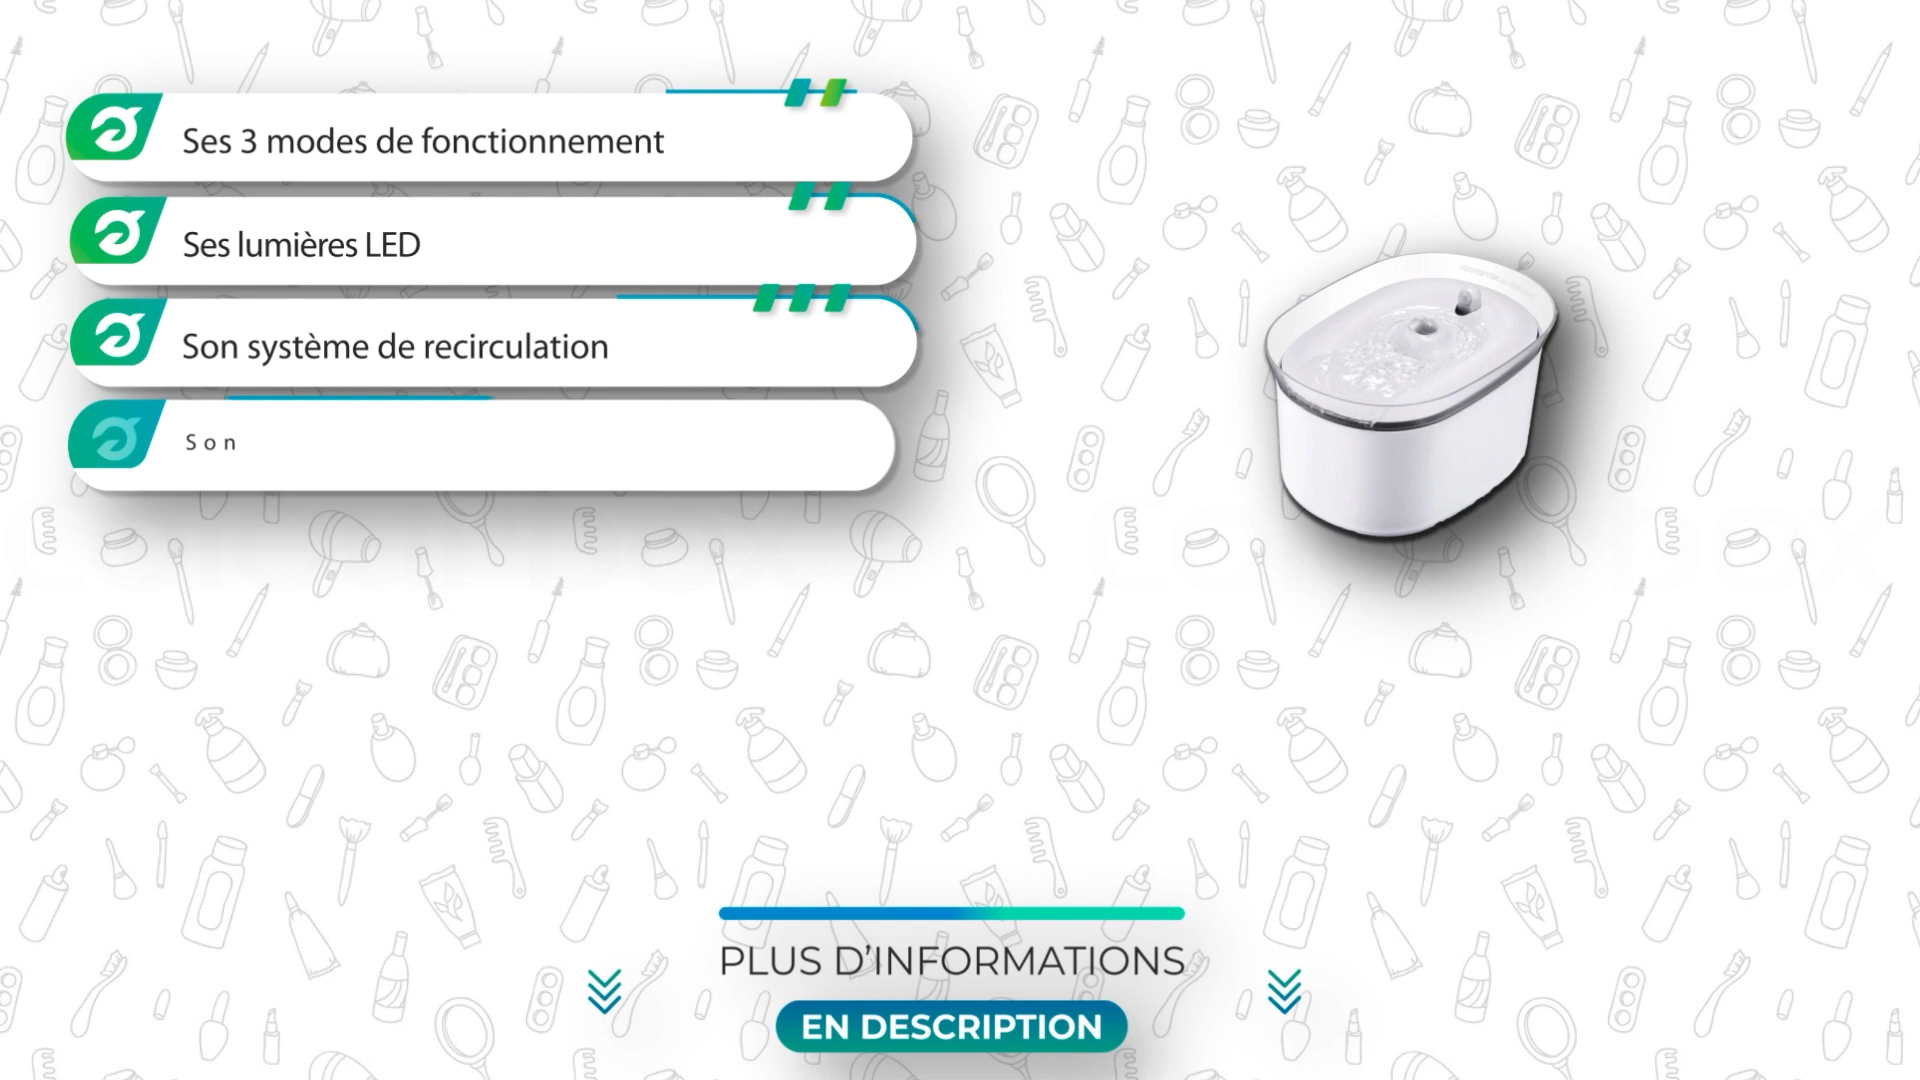 Ses 3 modes de fonctionnement
Ses lumières LED
Son système de recirculation
Son
PLUS D’INFORMATIONS
EN DESCRIPTION